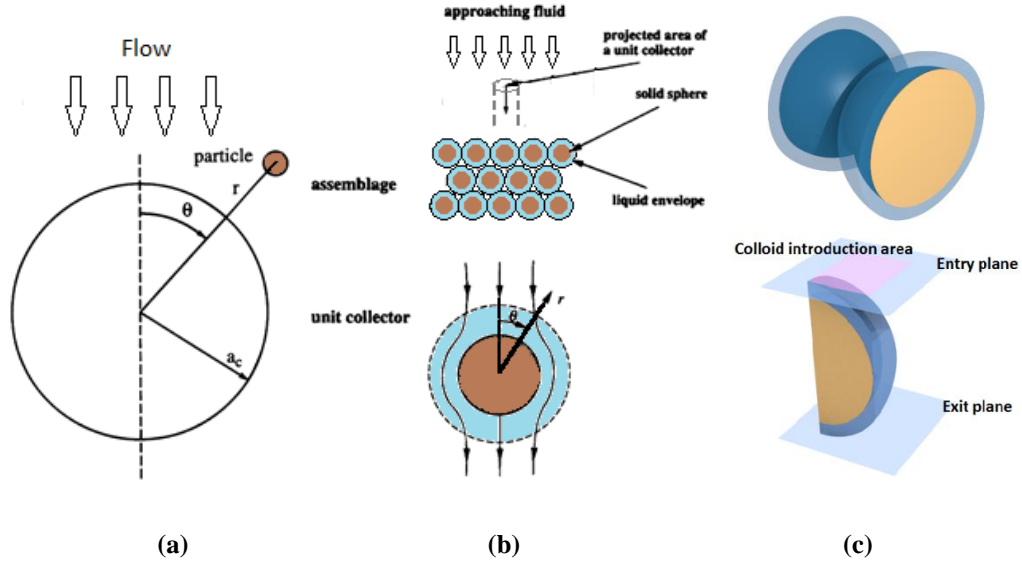 Flow
particle
r
θ
a_c
(a)
approaching fluid
projected area of
a unit collector
solid sphere
assemblage
liquid envelope
unit collector
θ
r
(b)
Colloid introduction area
Entry plane
Exit plane
(c)